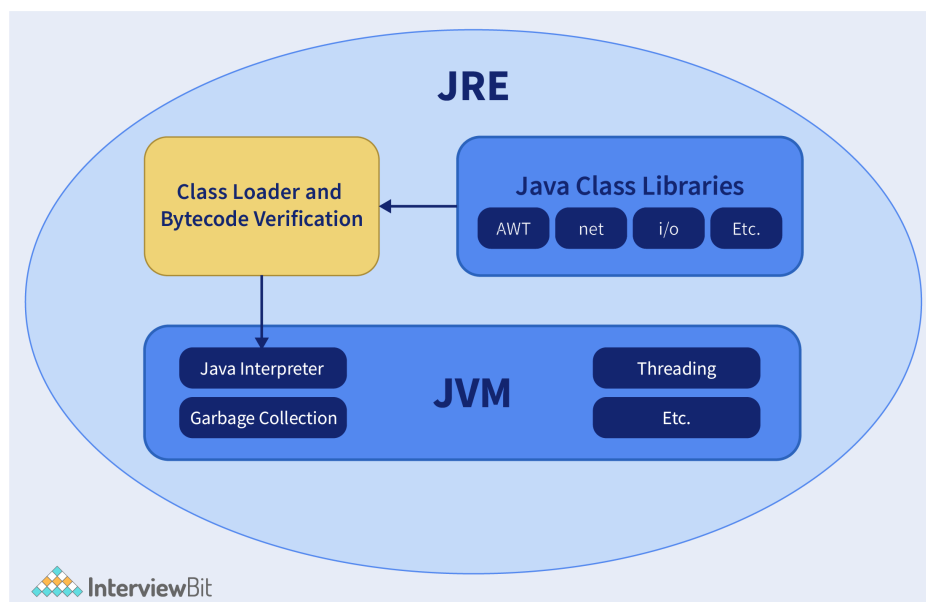 JRE
Class Loader and
Bytecode Verification
Java Class Libraries
AWT net i/o Etc.
JVM
Java Interpreter
Garbage Collection
Threading
Etc.
InterviewBit